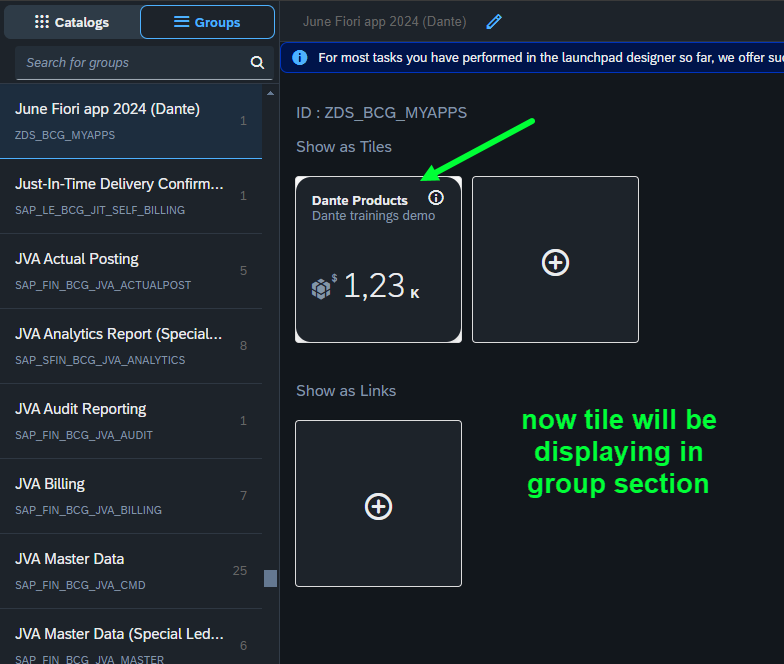 Catalogs
Groups
Search for groups
June Fiori app 2024 (Dante)
1
ZDS_BCG_MYAPPS
Just-In-Time Delivery Confirm...
1
SAP_LE_BCG_JIT_SELF_BILLING
JVA Actual Posting
5
SAP_FIN_BCG_JVA_ACTUALPOST
JVA Analytics Report (Special...
8
SAP_SFIN_BCG_JVA_ANALYTICS
JVA Audit Reporting
1
SAP_FIN_BCG_JVA_AUDIT
JVA Billing
7
SAP_FIN_BCG_JVA_BILLING
JVA Master Data
25
SAP_FIN_BCG_JVA_CMD
JVA Master Data (Special Led...
6
SAP_FIN_BCG_JVA_MASTER
June Fiori app 2024 (Dante)
For most tasks you have performed in the launchpad designer so far, we offer suc
ID : ZDS_BCG_MYAPPS
Show as Tiles
Dante Products
Dante trainings demo
$ 1,23 K
Show as Links
now tile will be
displaying in
group section